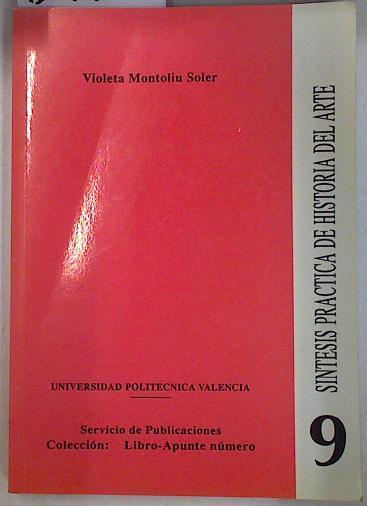 Violeta Montoliu Soler
SINTESIS PRACTICA DE HISTORIA DEL ARTE
UNIVERSIDAD POLITECNICA VALENCIA
Servicio de Publicaciones
Colección: Libro-Apunte número
9